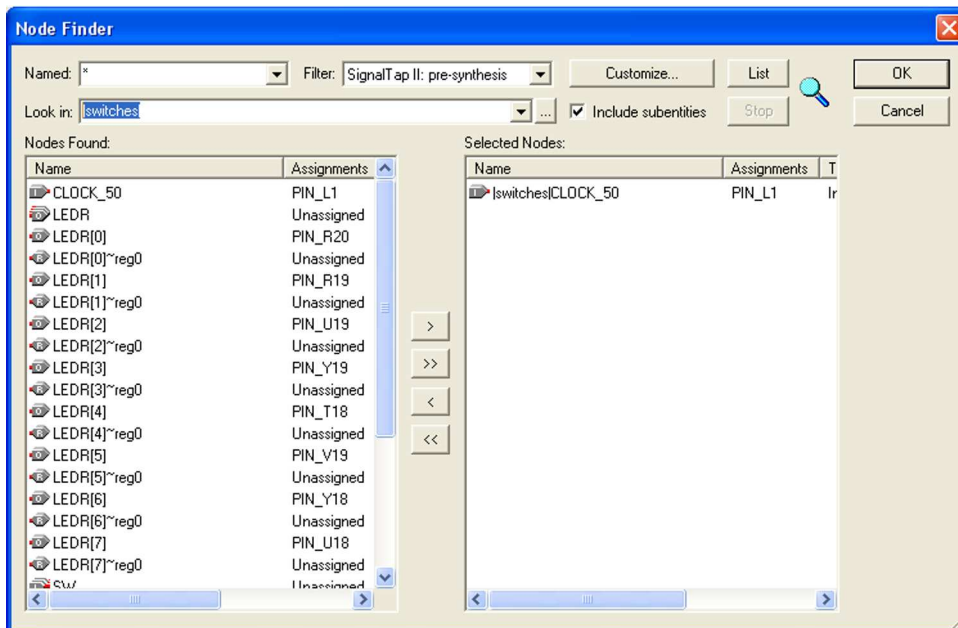 Node Finder
Named: * Filter: SignalTap II: pre-synthesis Customize... List OK
Look in: |switches ... Include subentities Stop Cancel
Nodes Found: Selected Nodes:
Name Assignments Name Assignments T
CLOCK_50 PIN_L1 |switches|CLOCK_50 PIN_L1 Ir
LEDR Unassigned
LEDR[0] PIN_R20
LEDR[0]~reg0 Unassigned
LEDR[1] PIN_R19
LEDR[1]~reg0 Unassigned
LEDR[2] PIN_U19
LEDR[2]~reg0 Unassigned
LEDR[3] PIN_Y19
LEDR[3]~reg0 Unassigned
LEDR[4] PIN_T18
LEDR[4]~reg0 Unassigned
LEDR[5] PIN_V19
LEDR[5]~reg0 Unassigned
LEDR[6] PIN_Y18
LEDR[6]~reg0 Unassigned
LEDR[7] PIN_U18
LEDR[7]~reg0 Unassigned
SW Unassigned
>
>>
<
<<